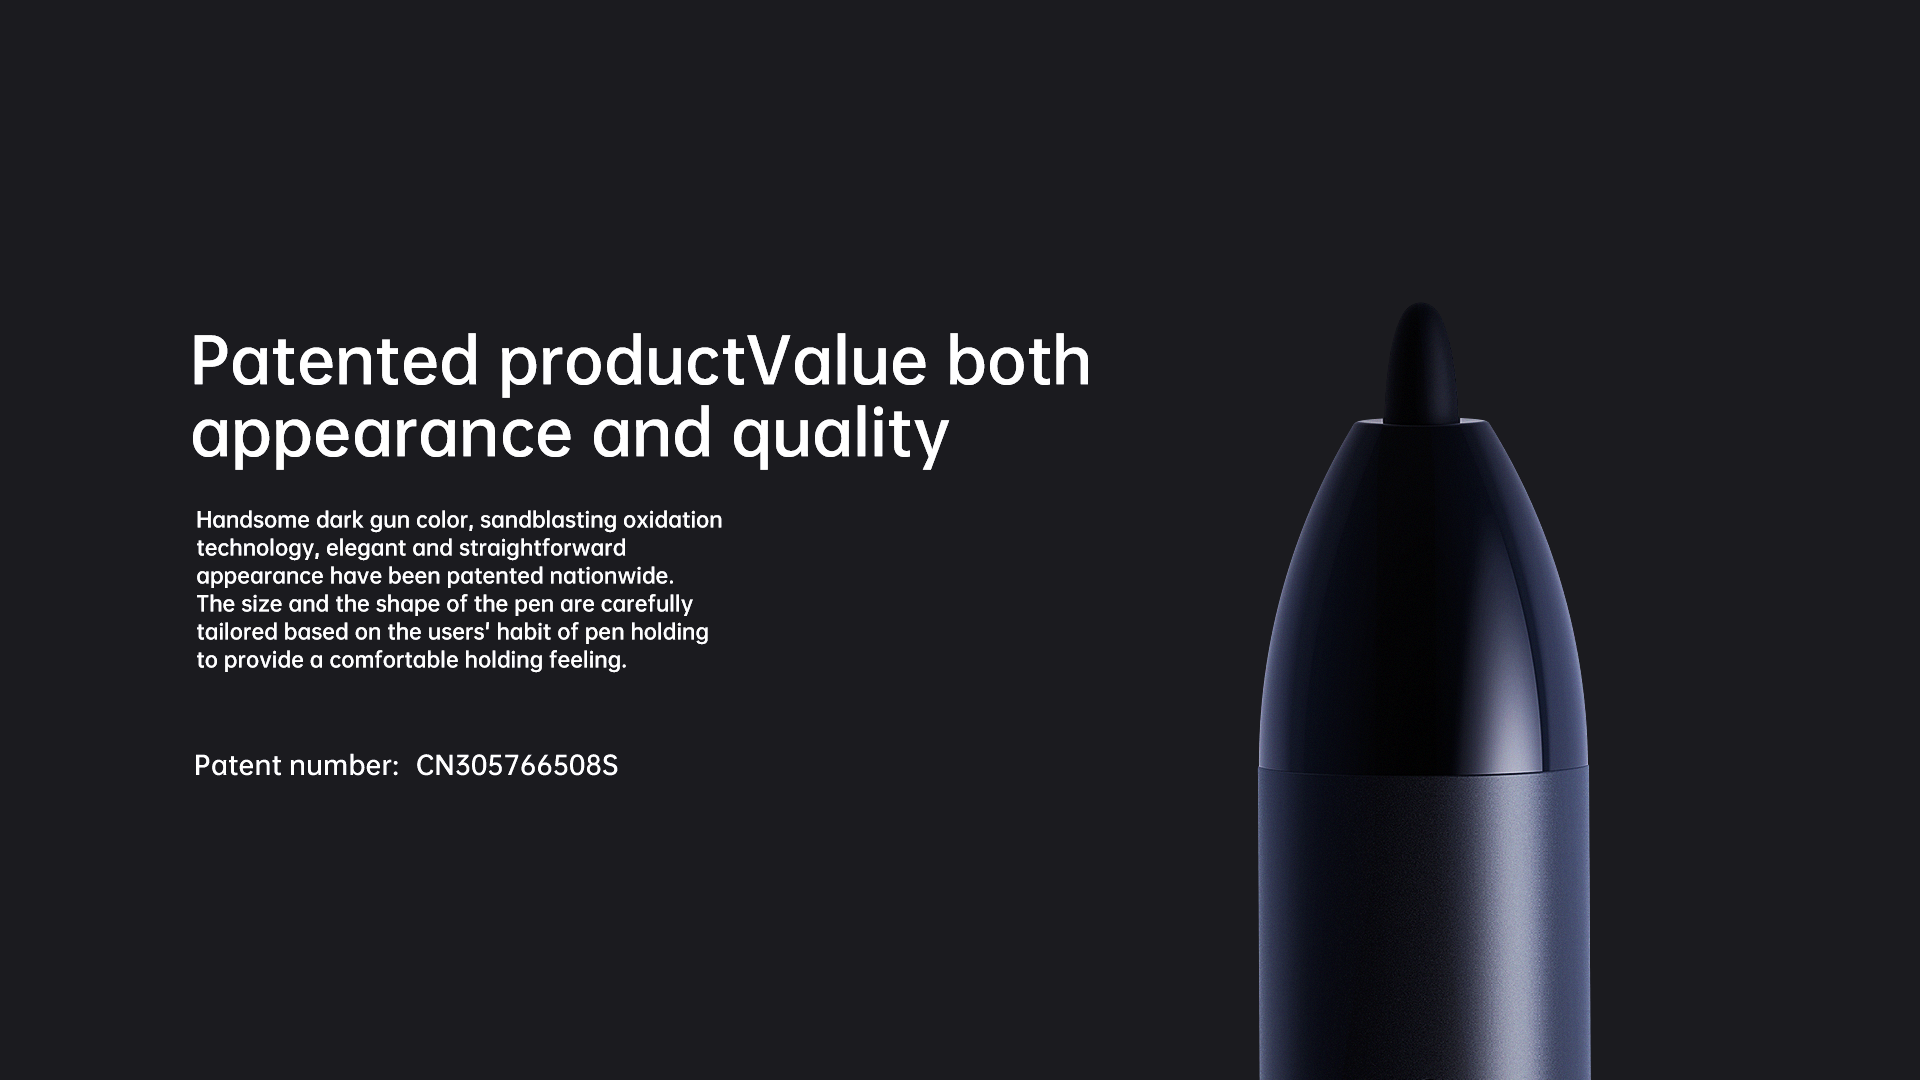 Patented productValue both
appearance and quality
Handsome dark gun color, sandblasting oxidation
technology, elegant and straightforward
appearance have been patented nationwide.
The size and the shape of the pen are carefully
tailored based on the users' habit of pen holding
to provide a comfortable holding feeling.
Patent number: CN305766508S